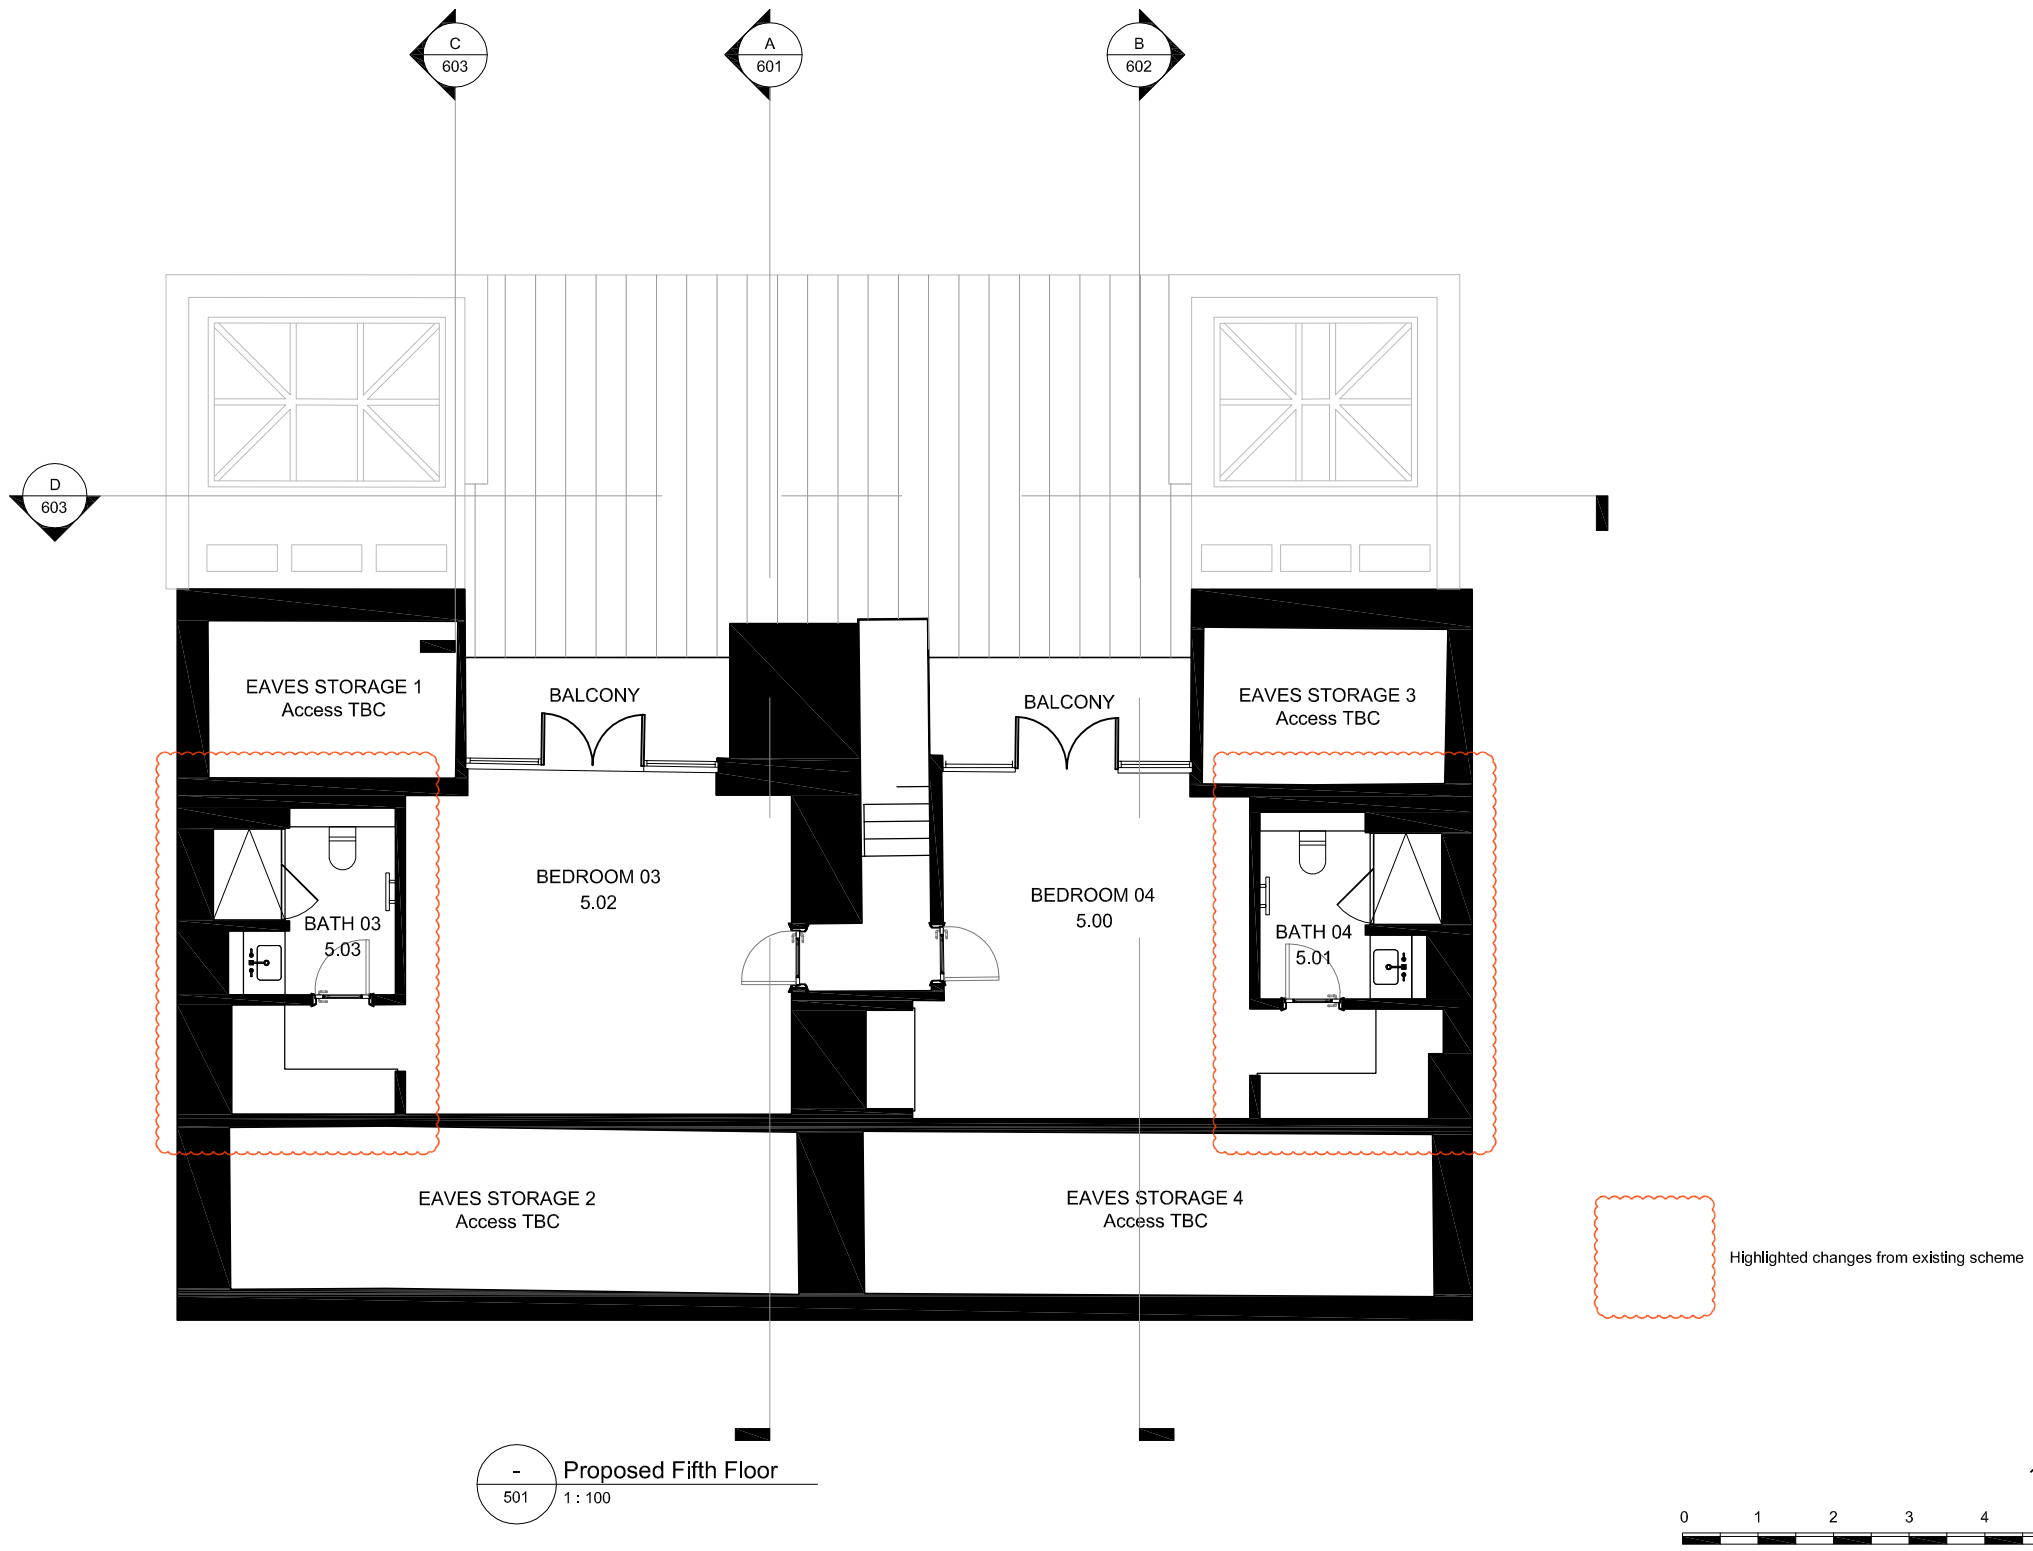 C
603
A
601
B
602
D
603
EAVES STORAGE 1
Access TBC
BALCONY
BALCONY
EAVES STORAGE 3
Access TBC
BEDROOM 03
5.02
BEDROOM 04
5.00
BATH 03
5.03
BATH 04
5.01
EAVES STORAGE 2
Access TBC
EAVES STORAGE 4
Access TBC
Highlighted changes from existing scheme
-
501
Proposed Fifth Floor
1 : 100
0 1 2 3 4